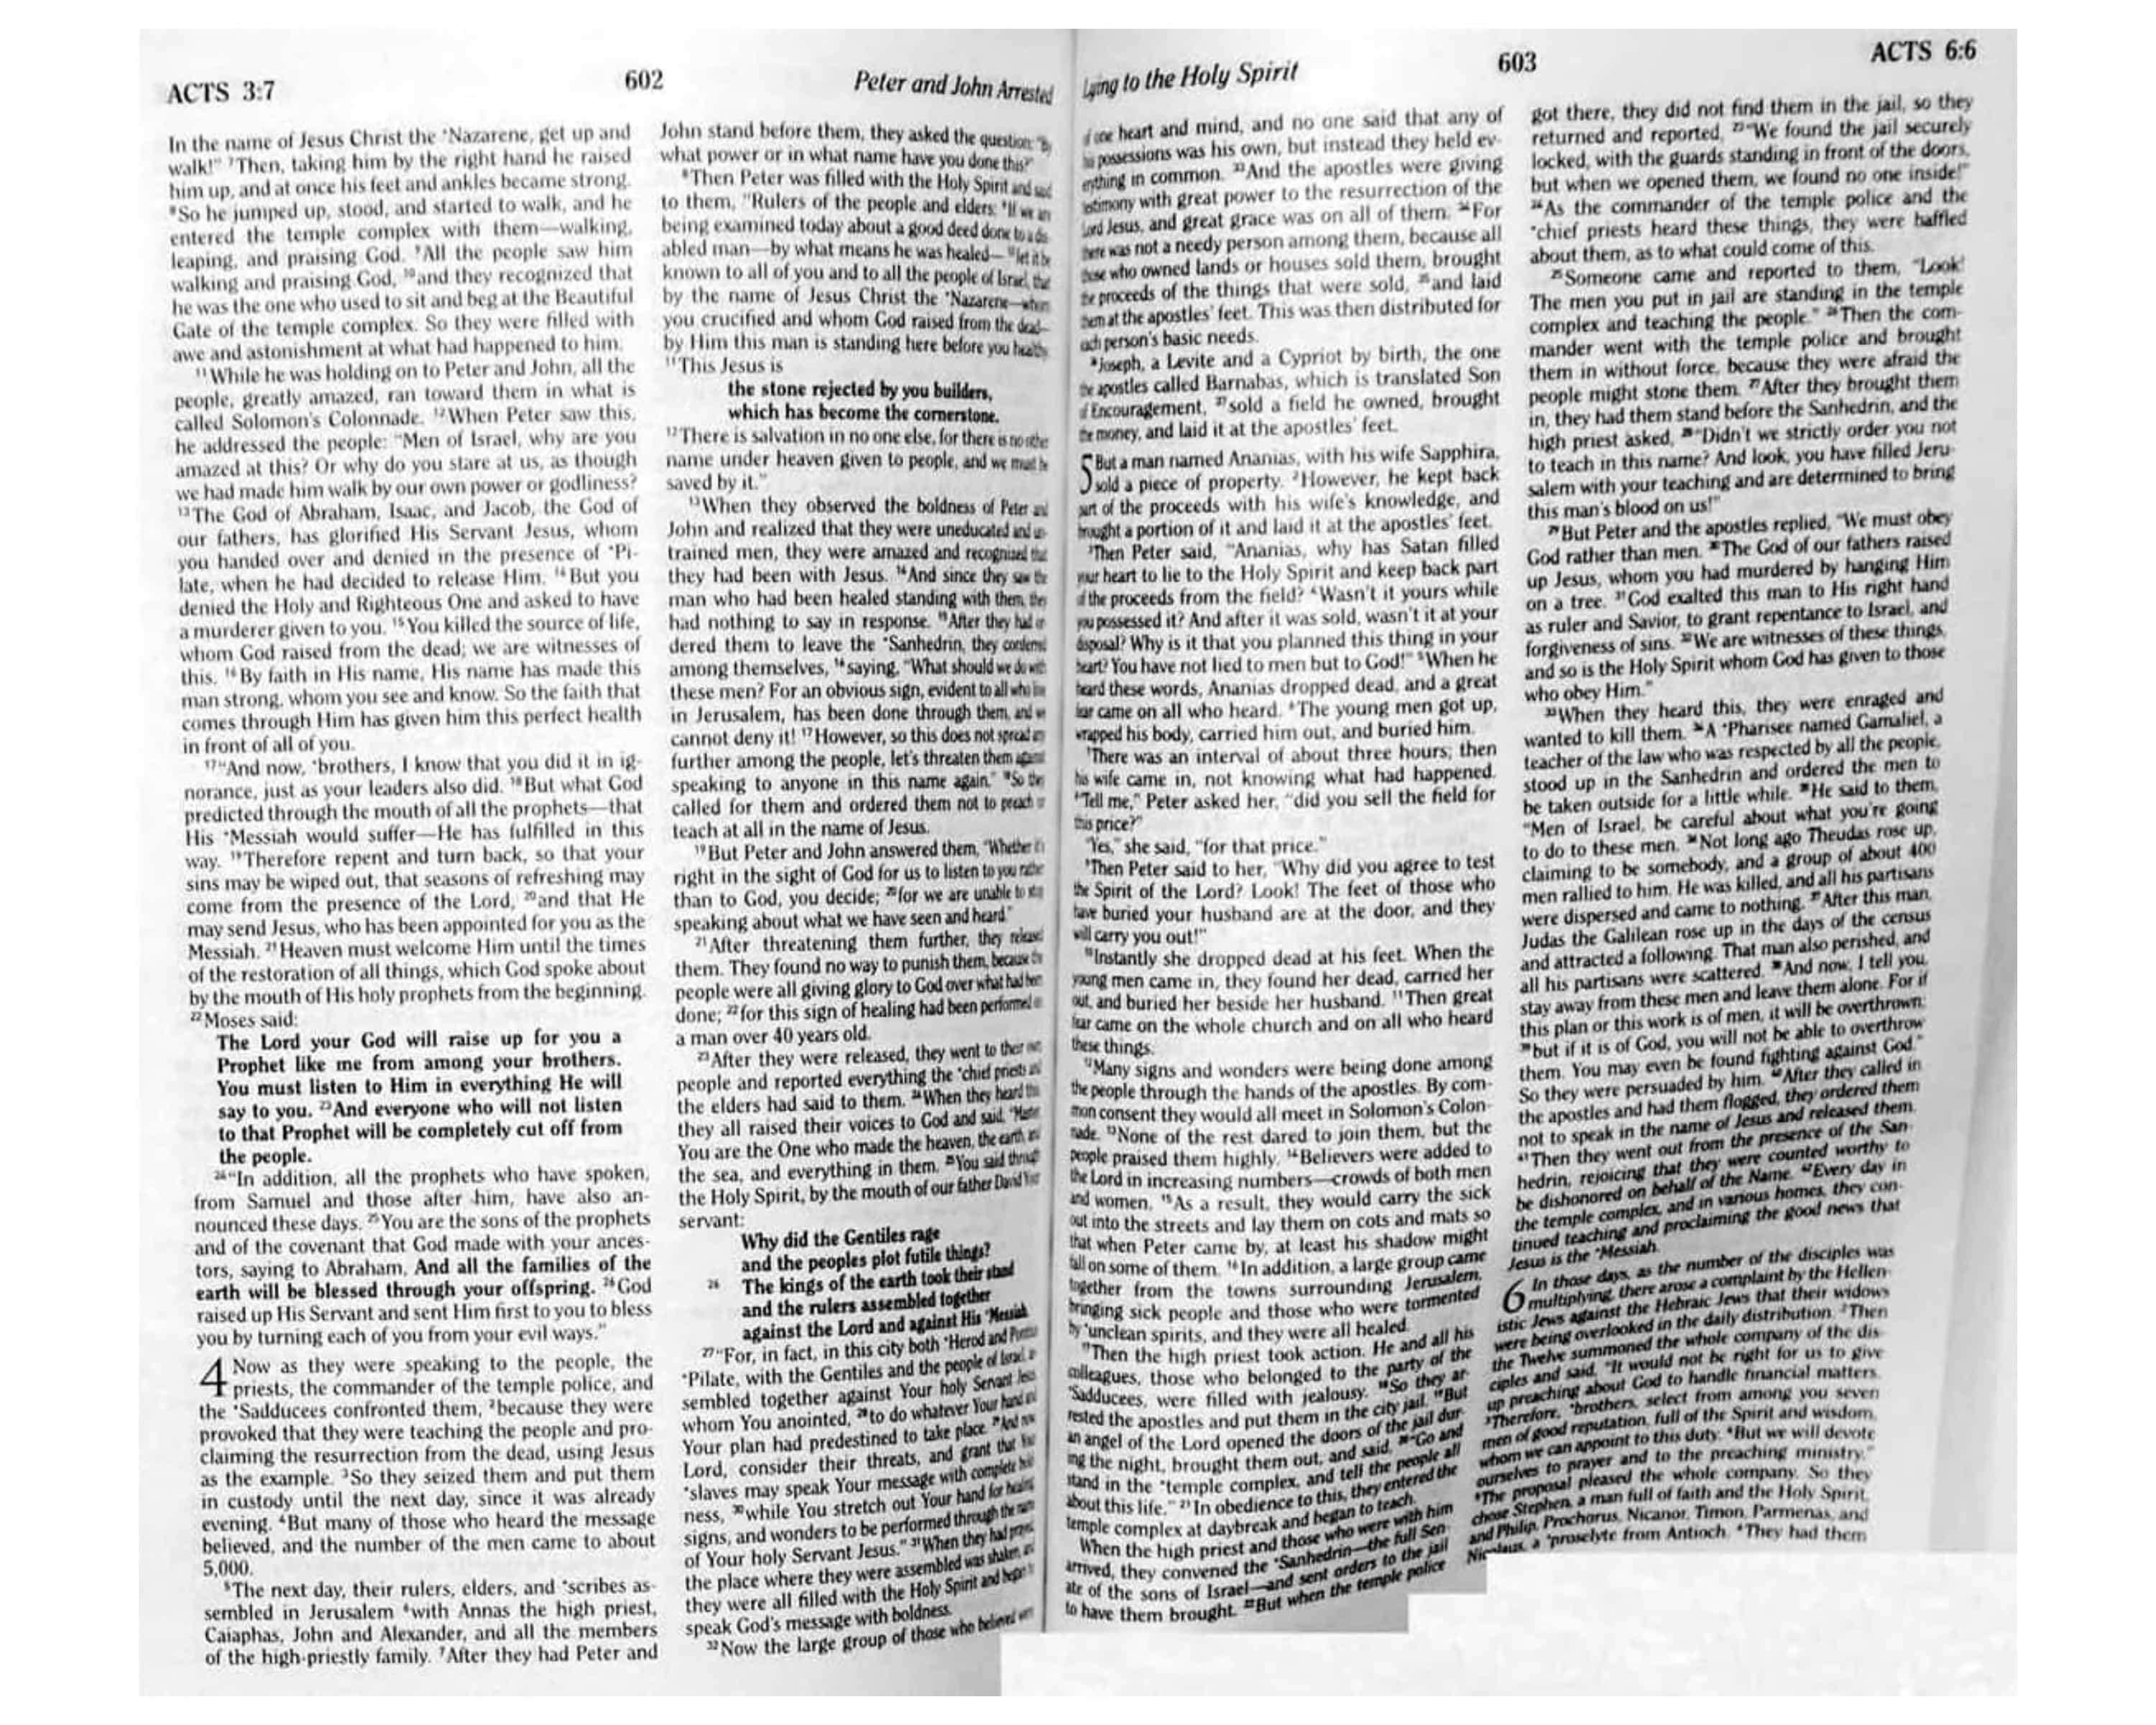 ACTS 3:7
602
Peter and John Arrested
In the name of Jesus Christ the *Nazarene, get up and
walk!" ⁷Then, taking him by the right hand he raised
him up, and at once his feet and ankles became strong.
⁸So he jumped up, stood, and started to walk, and he
entered the temple complex with them—walking,
leaping, and praising God. ⁹All the people saw him
walking and praising God, ¹⁰and they recognized that
he was the one who used to sit and beg at the Beautiful
Gate of the temple complex. So they were filled with
awe and astonishment at what had happened to him.
¹¹While he was holding on to Peter and John, all the
people, greatly amazed, ran toward them in what is
called Solomon's Colonnade. ¹²When Peter saw this,
he addressed the people: "Men of Israel, why are you
amazed at this? Or why do you stare at us, as though
we had made him walk by our own power or godliness?
¹³The God of Abraham, Isaac, and Jacob, the God of
our fathers, has glorified His Servant Jesus, whom
you handed over and denied in the presence of *Pi-
late, when he had decided to release Him. ¹⁴But you
denied the Holy and Righteous One and asked to have
a murderer given to you. ¹⁵You killed the source of life,
whom God raised from the dead; we are witnesses of
this. ¹⁶By faith in His name, His name has made this
man strong, whom you see and know. So the faith that
comes through Him has given him this perfect health
in front of all of you.
¹⁷"And now, *brothers, I know that you did it in ig-
norance, just as your leaders also did. ¹⁸But what God
predicted through the mouth of all the prophets—that
His *Messiah would suffer—He has fulfilled in this
way. ¹⁹Therefore repent and turn back, so that your
sins may be wiped out, that seasons of refreshing may
come from the presence of the Lord, ²⁰and that He
may send Jesus, who has been appointed for you as the
Messiah. ²¹Heaven must welcome Him until the times
of the restoration of all things, which God spoke about
by the mouth of His holy prophets from the beginning.
²²Moses said:
The Lord your God will raise up for you a
Prophet like me from among your brothers.
You must listen to Him in everything He will
say to you. ²³And everyone who will not listen
to that Prophet will be completely cut off from
the people.
²⁴"In addition, all the prophets who have spoken,
from Samuel and those after him, have also an-
nounced these days. ²⁵You are the sons of the prophets
and of the covenant that God made with your ances-
tors, saying to Abraham, And all the families of the
earth will be blessed through your offspring. ²⁶God
raised up His Servant and sent Him first to you to bless
you by turning each of you from your evil ways."
4 Now as they were speaking to the people, the
priests, the commander of the temple police, and
the *Sadducees confronted them, ²because they were
provoked that they were teaching the people and pro-
claiming the resurrection from the dead, using Jesus
as the example. ³So they seized them and put them
in custody until the next day, since it was already
evening. ⁴But many of those who heard the message
believed, and the number of the men came to about
5,000.
⁵The next day, their rulers, elders, and *scribes as-
sembled in Jerusalem ⁶with Annas the high priest,
Caiaphas, John and Alexander, and all the members
of the high-priestly family. ⁷After they had Peter and
John stand before them, they asked the question: "By
what power or in what name have you done this?"
⁸Then Peter was filled with the Holy Spirit and said
to them, "Rulers of the people and elders: ⁹If we are
being examined today about a good deed done to a dis-
abled man—by what means he was healed—¹⁰let it be
known to all of you and to all the people of Israel, that
by the name of Jesus Christ the *Nazarene—whom
you crucified and whom God raised from the dead—
by Him this man is standing here before you healthy.
¹¹This Jesus is
the stone rejected by you builders,
which has become the cornerstone.
¹²There is salvation in no one else, for there is no other
name under heaven given to people, and we must be
saved by it."
¹³When they observed the boldness of Peter and
John and realized that they were uneducated and un-
trained men, they were amazed and recognized that
they had been with Jesus. ¹⁴And since they saw the
man who had been healed standing with them, they
had nothing to say in response. ¹⁵After they had or-
dered them to leave the *Sanhedrin, they conferred
among themselves, ¹⁶saying, "What should we do with
these men? For an obvious sign, evident to all who live
in Jerusalem, has been done through them, and we
cannot deny it! ¹⁷However, so this does not spread any
further among the people, let's threaten them against
speaking to anyone in this name again." ¹⁸So they
called for them and ordered them not to preach or
teach at all in the name of Jesus.
¹⁹But Peter and John answered them, "Whether it's
right in the sight of God for us to listen to you rather
than to God, you decide; ²⁰for we are unable to stop
speaking about what we have seen and heard."
²¹After threatening them further, they released
them. They found no way to punish them, because the
people were all giving glory to God over what had been
done; ²²for this sign of healing had been performed on
a man over 40 years old.
²³After they were released, they went to their own
people and reported everything the *chief priests and
the elders had said to them. ²⁴When they heard this
they all raised their voices to God and said, "Master,
You are the One who made the heaven, the earth, and
the sea, and everything in them. ²⁵You said through
the Holy Spirit, by the mouth of our father David Your
servant:
Why did the Gentiles rage
and the peoples plot futile things?
²⁶ The kings of the earth took their stand
and the rulers assembled together
against the Lord and against His *Messiah.
²⁷"For, in fact, in this city both *Herod and Pontius
*Pilate, with the Gentiles and the people of Israel, as-
sembled together against Your holy Servant Jesus,
whom You anointed, ²⁸to do whatever Your hand and
Your plan had predestined to take place. ²⁹And now
Lord, consider their threats, and grant that Your
*slaves may speak Your message with complete bold-
ness, ³⁰while You stretch out Your hand for healing,
signs, and wonders to be performed through the name
of Your holy Servant Jesus." ³¹When they had prayed,
the place where they were assembled was shaken, and
they were all filled with the Holy Spirit and began to
speak God's message with boldness.
³²Now the large group of those who believed were
Lying to the Holy Spirit
603
ACTS 6:6
of one heart and mind, and no one said that any of
his possessions was his own, but instead they held ev-
erything in common. ³³And the apostles were giving
testimony with great power to the resurrection of the
Lord Jesus, and great grace was on all of them. ³⁴For
there was not a needy person among them, because all
those who owned lands or houses sold them, brought
the proceeds of the things that were sold, ³⁵and laid
them at the apostles' feet. This was then distributed for
each person's basic needs.
³⁶Joseph, a Levite and a Cypriot by birth, the one
the apostles called Barnabas, which is translated Son
of Encouragement, ³⁷sold a field he owned, brought
the money, and laid it at the apostles' feet.
5 But a man named Ananias, with his wife Sapphira,
sold a piece of property. ²However, he kept back
part of the proceeds with his wife's knowledge, and
brought a portion of it and laid it at the apostles' feet.
³Then Peter said, "Ananias, why has Satan filled
your heart to lie to the Holy Spirit and keep back part
of the proceeds from the field? ⁴Wasn't it yours while
you possessed it? And after it was sold, wasn't it at your
disposal? Why is it that you planned this thing in your
heart? You have not lied to men but to God!" ⁵When he
heard these words, Ananias dropped dead, and a great
fear came on all who heard. ⁶The young men got up,
wrapped his body, carried him out, and buried him.
⁷There was an interval of about three hours; then
his wife came in, not knowing what had happened.
⁸"Tell me," Peter asked her, "did you sell the field for
this price?"
"Yes," she said, "for that price."
⁹Then Peter said to her, "Why did you agree to test
the Spirit of the Lord? Look! The feet of those who
have buried your husband are at the door, and they
will carry you out!"
¹⁰Instantly she dropped dead at his feet. When the
young men came in, they found her dead, carried her
out, and buried her beside her husband. ¹¹Then great
fear came on the whole church and on all who heard
these things.
¹²Many signs and wonders were being done among
the people through the hands of the apostles. By com-
mon consent they would all meet in Solomon's Colon-
nade. ¹³None of the rest dared to join them, but the
people praised them highly. ¹⁴Believers were added to
the Lord in increasing numbers—crowds of both men
and women. ¹⁵As a result, they would carry the sick
out into the streets and lay them on cots and mats so
that when Peter came by, at least his shadow might
fall on some of them. ¹⁶In addition, a large group came
together from the towns surrounding Jerusalem,
bringing sick people and those who were tormented
by *unclean spirits, and they were all healed.
¹⁷Then the high priest took action. He and all his
colleagues, those who belonged to the party of the
*Sadducees, were filled with jealousy. ¹⁸So they ar-
rested the apostles and put them in the city jail. ¹⁹But
an angel of the Lord opened the doors of the jail dur-
ing the night, brought them out, and said, ²⁰"Go and
stand in the *temple complex, and tell the people all
about this life." ²¹In obedience to this, they entered the
temple complex at daybreak and began to teach.
When the high priest and those who were with him
arrived, they convened the *Sanhedrin—the full Sen-
ate of the sons of Israel—and sent orders to the jail
to have them brought. ²²But when the temple police
got there, they did not find them in the jail, so they
returned and reported, ²³"We found the jail securely
locked, with the guards standing in front of the doors,
but when we opened them, we found no one inside!"
²⁴As the commander of the temple police and the
*chief priests heard these things, they were baffled
about them, as to what could come of this.
²⁵Someone came and reported to them, "Look!
The men you put in jail are standing in the temple
complex and teaching the people." ²⁶Then the com-
mander went with the temple police and brought
them in without force, because they were afraid the
people might stone them. ²⁷After they brought them
in, they had them stand before the Sanhedrin, and the
high priest asked, ²⁸"Didn't we strictly order you not
to teach in this name? And look, you have filled Jeru-
salem with your teaching and are determined to bring
this man's blood on us!"
²⁹But Peter and the apostles replied, "We must obey
God rather than men. ³⁰The God of our fathers raised
up Jesus, whom you had murdered by hanging Him
on a tree. ³¹God exalted this man to His right hand
as ruler and Savior, to grant repentance to Israel, and
forgiveness of sins. ³²We are witnesses of these things,
and so is the Holy Spirit whom God has given to those
who obey Him."
³³When they heard this, they were enraged and
wanted to kill them. ³⁴A *Pharisee named Gamaliel, a
teacher of the law who was respected by all the people,
stood up in the Sanhedrin and ordered the men to
be taken outside for a little while. ³⁵He said to them,
"Men of Israel, be careful about what you're going
to do to these men. ³⁶Not long ago Theudas rose up,
claiming to be somebody, and a group of about 400
men rallied to him. He was killed, and all his partisans
were dispersed and came to nothing. ³⁷After this man,
Judas the Galilean rose up in the days of the census
and attracted a following. That man also perished, and
all his partisans were scattered. ³⁸And now, I tell you,
stay away from these men and leave them alone. For if
this plan or this work is of men, it will be overthrown;
³⁹but if it is of God, you will not be able to overthrow
them. You may even be found fighting against God."
So they were persuaded by him. ⁴⁰After they called in
the apostles and had them flogged, they ordered them
not to speak in the name of Jesus and released them.
⁴¹Then they went out from the presence of the San-
hedrin, rejoicing that they were counted worthy to
be dishonored on behalf of the Name. ⁴²Every day in
the temple complex, and in various homes, they con-
tinued teaching and proclaiming the good news that
Jesus is the *Messiah.
6 In those days, as the number of the disciples was
multiplying, there arose a complaint by the Hellen-
istic Jews against the Hebraic Jews that their widows
were being overlooked in the daily distribution. ²Then
the Twelve summoned the whole company of the dis-
ciples and said, "It would not be right for us to give
up preaching about God to handle financial matters.
³Therefore, *brothers, select from among you seven
men of good reputation, full of the Spirit and wisdom,
whom we can appoint to this duty. ⁴But we will devote
ourselves to prayer and to the preaching ministry."
⁵The proposal pleased the whole company. So they
chose Stephen, a man full of faith and the Holy Spirit,
and Philip, Prochorus, Nicanor, Timon, Parmenas, and
Nicolaus, a *proselyte from Antioch. ⁶They had them